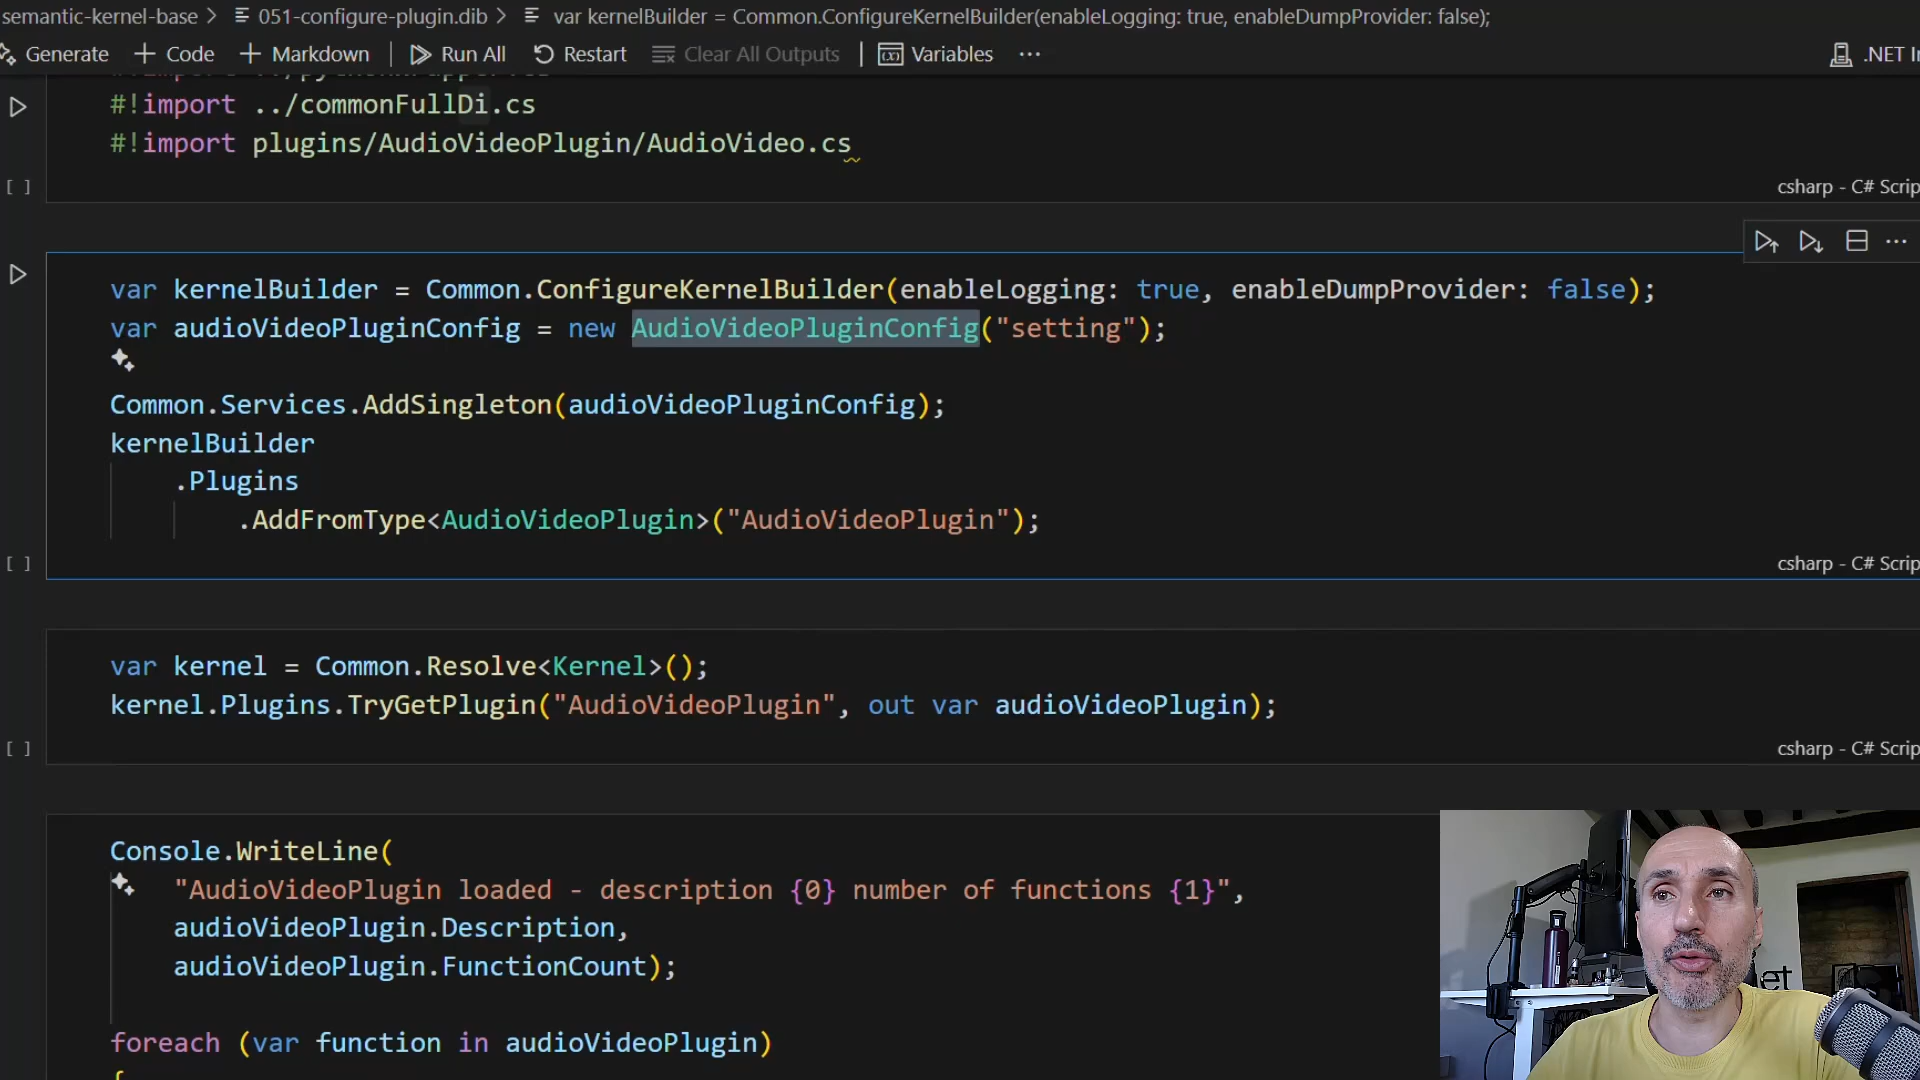 semantic-kernel-base > 051-configure-plugin.dib > var kernelBuilder = Common.ConfigureKernelBuilder(enableLogging: true, enableDumpProvider: false);
Generate + Code + Markdown Run All Restart Clear All Outputs Variables ··· .NET In
#!import ../commonFullDi.cs
#!import plugins/AudioVideoPlugin/AudioVideo.cs
[ ]
csharp - C# Scrip
var kernelBuilder = Common.ConfigureKernelBuilder(enableLogging: true, enableDumpProvider: false);
var audioVideoPluginConfig = new AudioVideoPluginConfig("setting");
Common.Services.AddSingleton(audioVideoPluginConfig);
kernelBuilder
.Plugins
.AddFromType<AudioVideoPlugin>("AudioVideoPlugin");
[ ]
csharp - C# Scrip
var kernel = Common.Resolve<Kernel>();
kernel.Plugins.TryGetPlugin("AudioVideoPlugin", out var audioVideoPlugin);
[ ]
csharp - C# Scrip
Console.WriteLine(
"AudioVideoPlugin loaded - description {0} number of functions {1}",
audioVideoPlugin.Description,
audioVideoPlugin.FunctionCount);
foreach (var function in audioVideoPlugin)
{
et